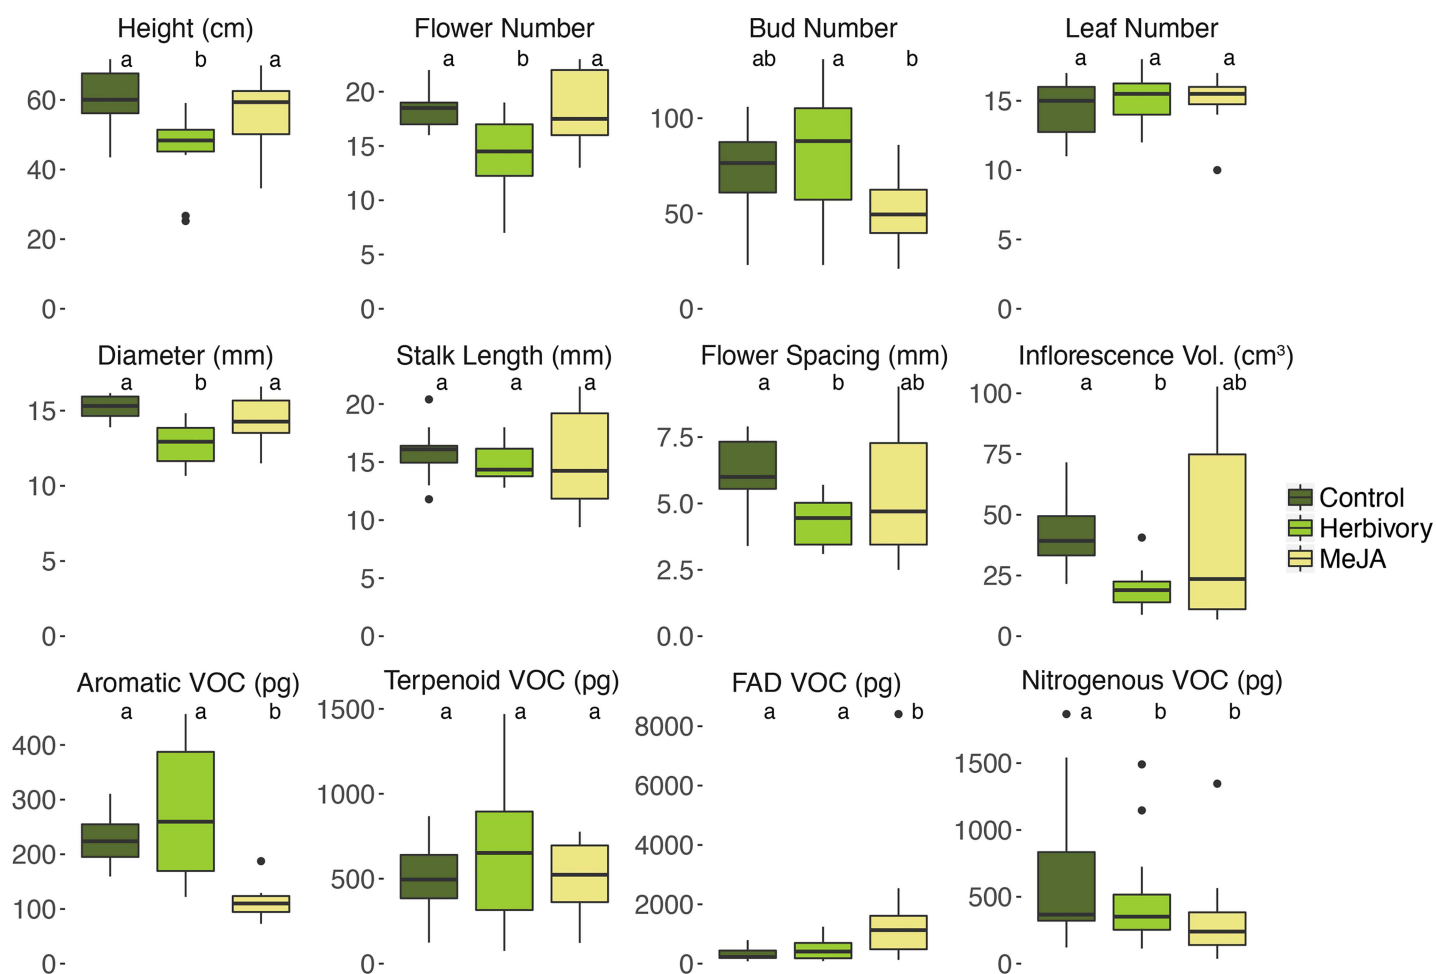 Height (cm) Flower Number Bud Number Leaf Number
a b a a b a ab a b a a a
60 20 100 15
40 15 50 10
20 10 0 5
0 5 0
0
Diameter (mm) Stalk Length (mm) Flower Spacing (mm) Inflorescence Vol. (cm³)
a b a a a a a b ab a b ab
15 20 7.5 100
10 15 5.0 75
5 10 2.5 50
0 5 0.0 25
0 0
Control
Herbivory
MeJA
Aromatic VOC (pg) Terpenoid VOC (pg) FAD VOC (pg) Nitrogenous VOC (pg)
a a b a a a a a b a b b
400 1500 8000 1500
300 1000 6000 1000
200 500 4000 500
100 0 2000 0
0 0